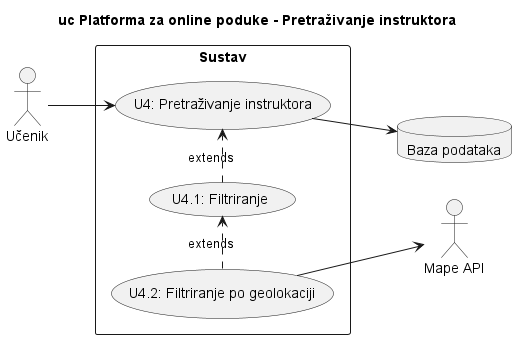 uc Platforma za online poduke - Pretraživanje instruktora
Sustav
U4: Pretraživanje instruktora
Učenik
Baza podataka
extends
U4.1: Filtriranje
extends
Mape API
U4.2: Filtriranje po geolokaciji